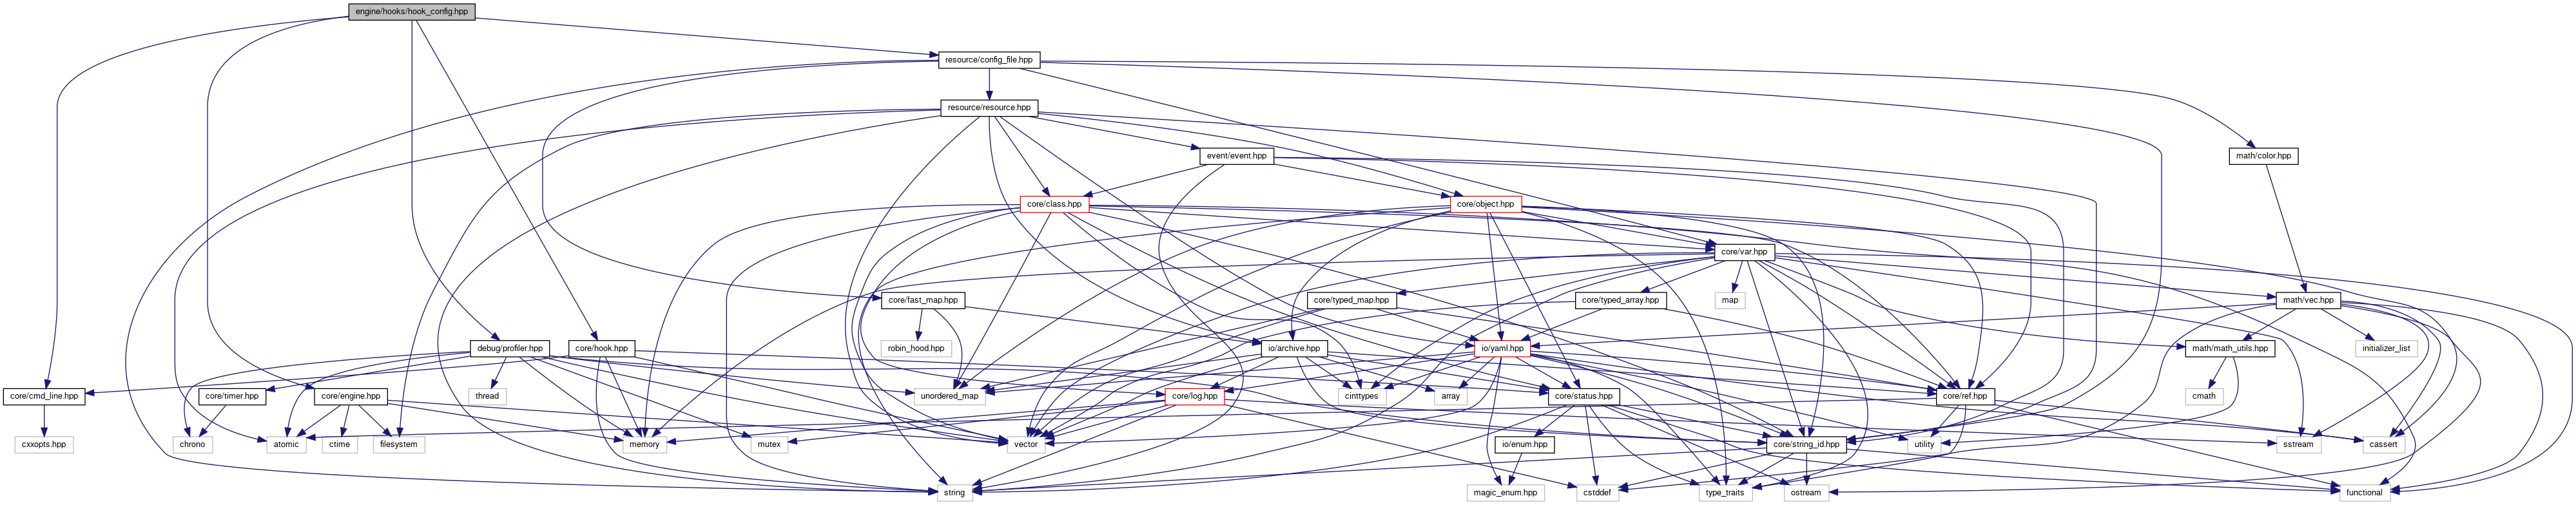 engine/hooks/hook_config.hpp
resource/config_file.hpp
resource/resource.hpp
event/event.hpp
math/color.hpp
core/class.hpp
core/object.hpp
core/var.hpp
core/fast_map.hpp
core/typed_map.hpp
core/typed_array.hpp
map
math/vec.hpp
debug/profiler.hpp
core/hook.hpp
robin_hood.hpp
io/archive.hpp
io/yaml.hpp
math/math_utils.hpp
initializer_list
core/cmd_line.hpp
core/timer.hpp
core/engine.hpp
thread
unordered_map
core/log.hpp
cinttypes
array
core/status.hpp
core/ref.hpp
cmath
cxxopts.hpp
chrono
atomic
ctime
filesystem
memory
mutex
vector
io/enum.hpp
core/string_id.hpp
utility
sstream
cassert
string
magic_enum.hpp
cstddef
type_traits
ostream
functional